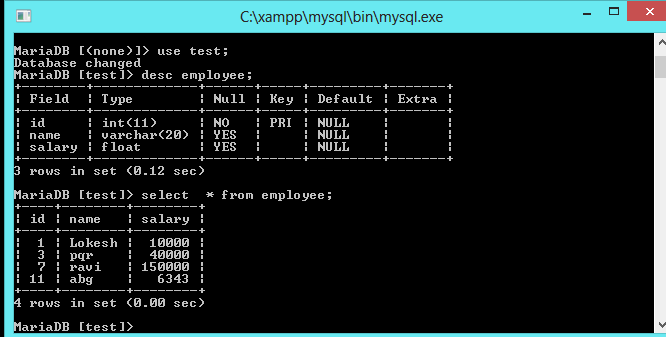 C:\xampp\mysql\bin\mysql.exe
MariaDB [(none)]> use test;
Database changed
MariaDB [test]> desc employee;
+--------+-------------+------+-----+---------+-------+
| Field  | Type        | Null | Key | Default | Extra |
+--------+-------------+------+-----+---------+-------+
| id     | int(11)     | NO   | PRI | NULL    |       |
| name   | varchar(20) | YES  |     | NULL    |       |
| salary | float       | YES  |     | NULL    |       |
+--------+-------------+------+-----+---------+-------+
3 rows in set (0.12 sec)
MariaDB [test]> select  * from employee;
+----+--------+--------+
| id | name   | salary |
+----+--------+--------+
|  1 | Lokesh |  10000 |
|  3 | pqr    |  40000 |
|  7 | ravi   | 150000 |
| 11 | abg    |   6343 |
+----+--------+--------+
4 rows in set (0.00 sec)
MariaDB [test]>